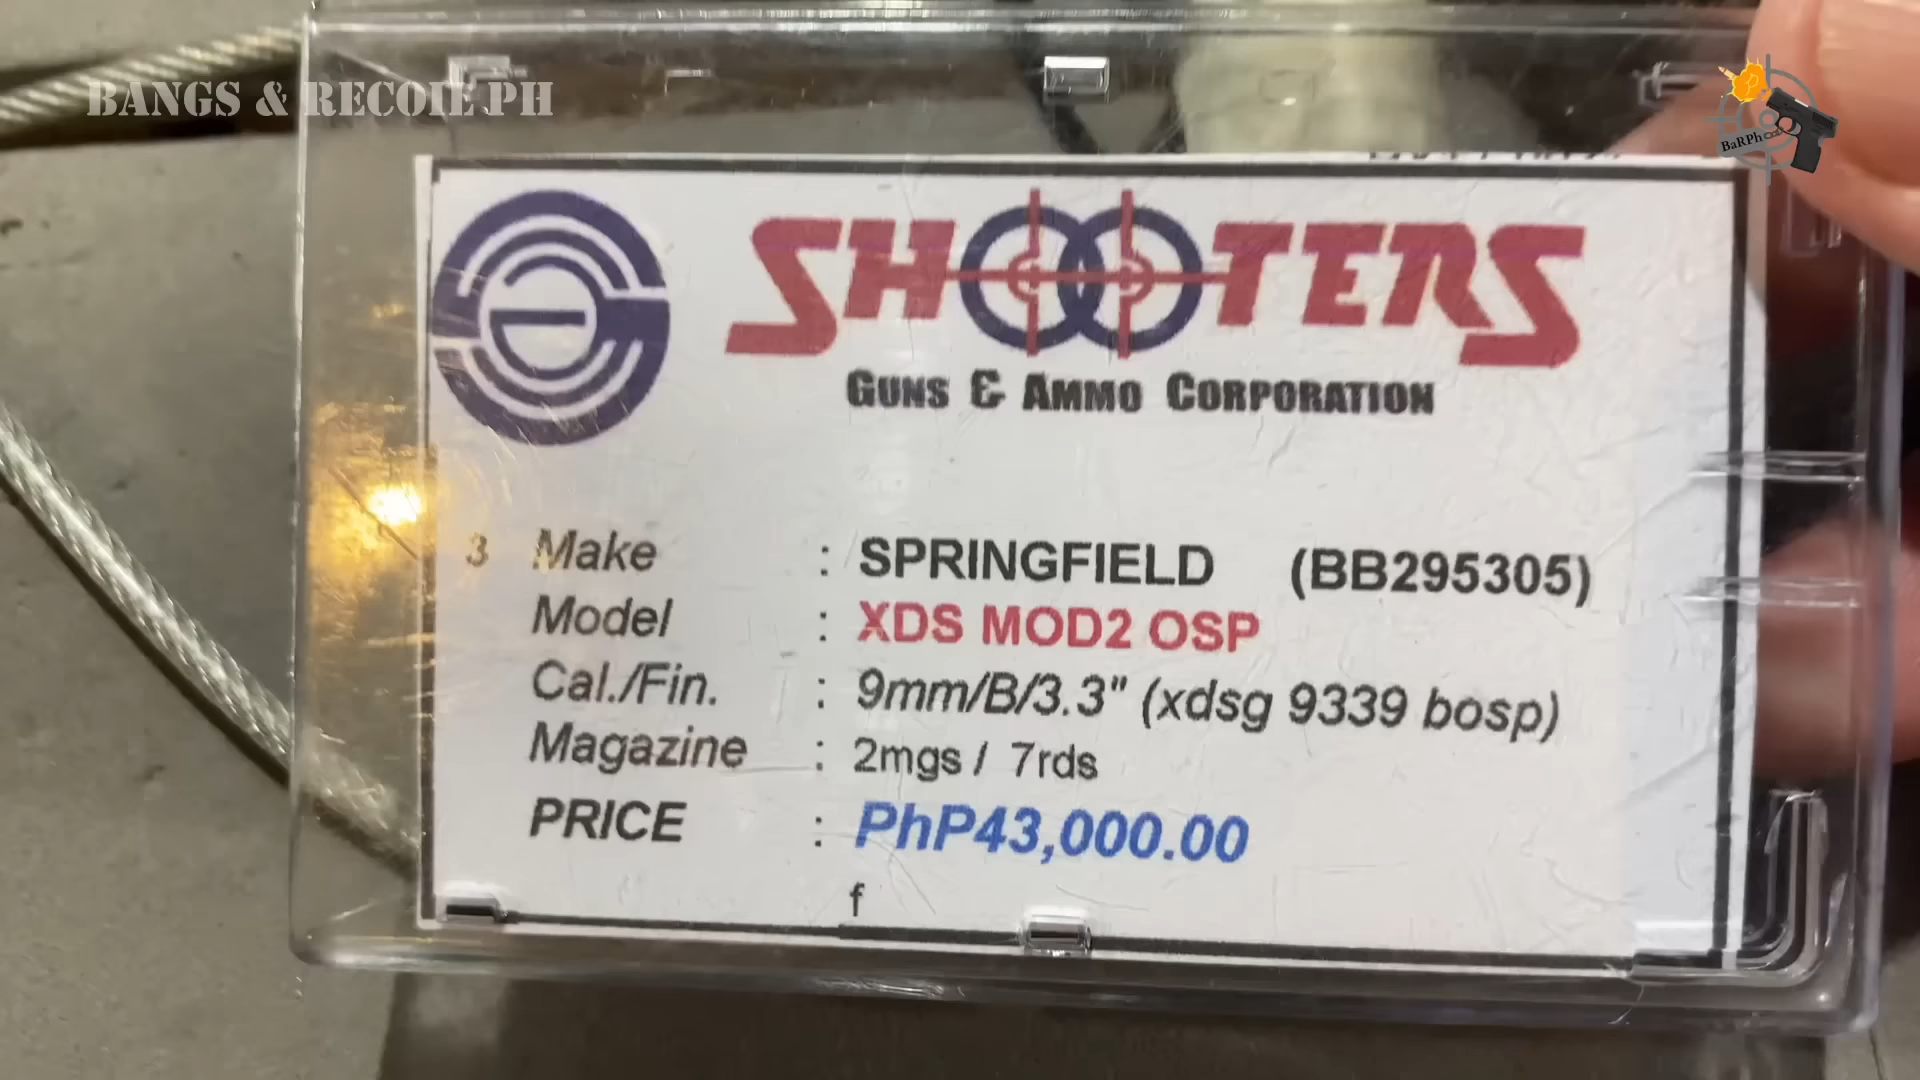 BANGS & RECOIL PH
BaRPh
SHOOTERS
GUNS & AMMO CORPORATION
3 Make : SPRINGFIELD (BB295305)
Model : XDS MOD2 OSP
Cal./Fin. : 9mm/B/3.3" (xdsg 9339 bosp)
Magazine : 2mgs / 7rds
PRICE : PhP43,000.00
f